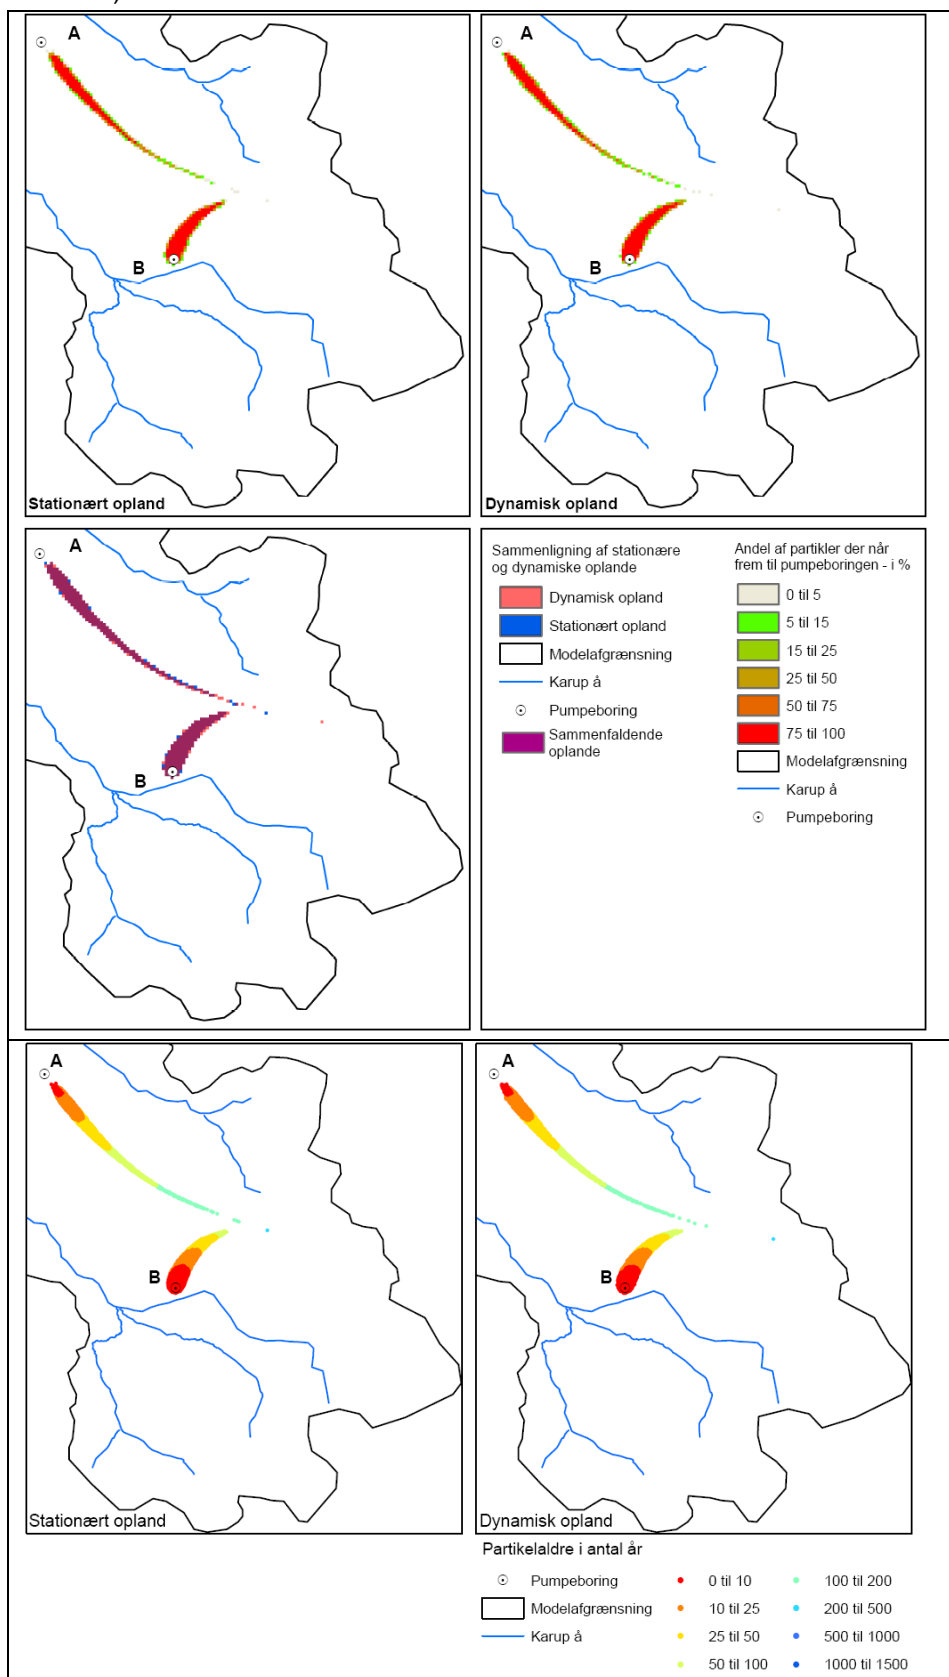 A
B
Stationært opland
A
B
Dynamisk opland
A
B
Sammenligning af stationære
og dynamiske oplande
Dynamisk opland
Stationært opland
Modelafgrænsning
Karup å
Pumpeboring
Sammenfaldende
oplande
Andel af partikler der når
frem til pumpeboringen - i %
0 til 5
5 til 15
15 til 25
25 til 50
50 til 75
75 til 100
Modelafgrænsning
Karup å
Pumpeboring
A
B
Stationært opland
A
B
Dynamisk opland
Partikelaldre i antal år
Pumpeboring
Modelafgrænsning
Karup å
0 til 10
10 til 25
25 til 50
50 til 100
100 til 200
200 til 500
500 til 1000
1000 til 1500